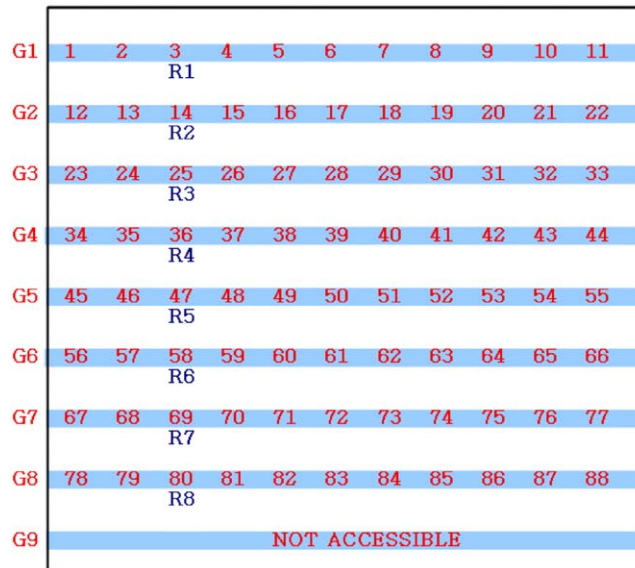 G1 1 2 3 4 5 6 7 8 9 10 11
R1
G2 12 13 14 15 16 17 18 19 20 21 22
R2
G3 23 24 25 26 27 28 29 30 31 32 33
R3
G4 34 35 36 37 38 39 40 41 42 43 44
R4
G5 45 46 47 48 49 50 51 52 53 54 55
R5
G6 56 57 58 59 60 61 62 63 64 65 66
R6
G7 67 68 69 70 71 72 73 74 75 76 77
R7
G8 78 79 80 81 82 83 84 85 86 87 88
R8
G9 NOT ACCESSIBLE